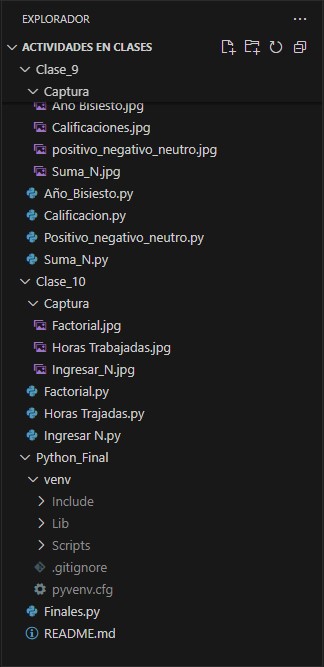 EXPLORADOR
ACTIVIDADES EN CLASES
Clase_9
Captura
Año Bisiesto.jpg
Calificaciones.jpg
positivo_negativo_neutro.jpg
Suma_N.jpg
Año_Bisiesto.py
Calificacion.py
Positivo_negativo_neutro.py
Suma_N.py
Clase_10
Captura
Factorial.jpg
Horas Trabajadas.jpg
Ingresar_N.jpg
Factorial.py
Horas Trajadas.py
Ingresar N.py
Python_Final
venv
Include
Lib
Scripts
.gitignore
pyvenv.cfg
Finales.py
README.md